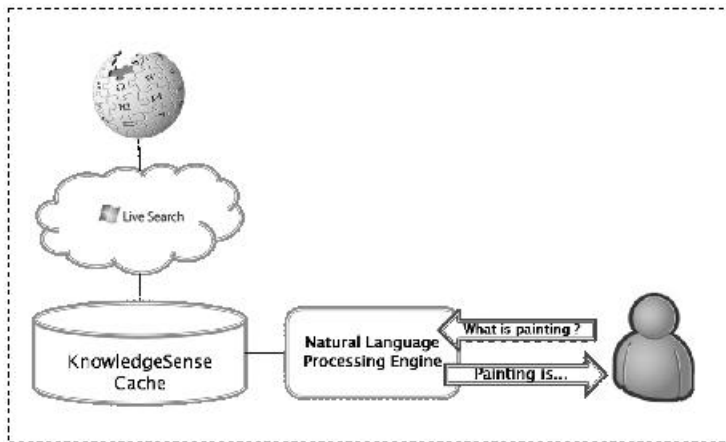 Live Search
KnowledgeSense
Cache
Natural Language
Processing Engine
What is painting ?
Painting is...